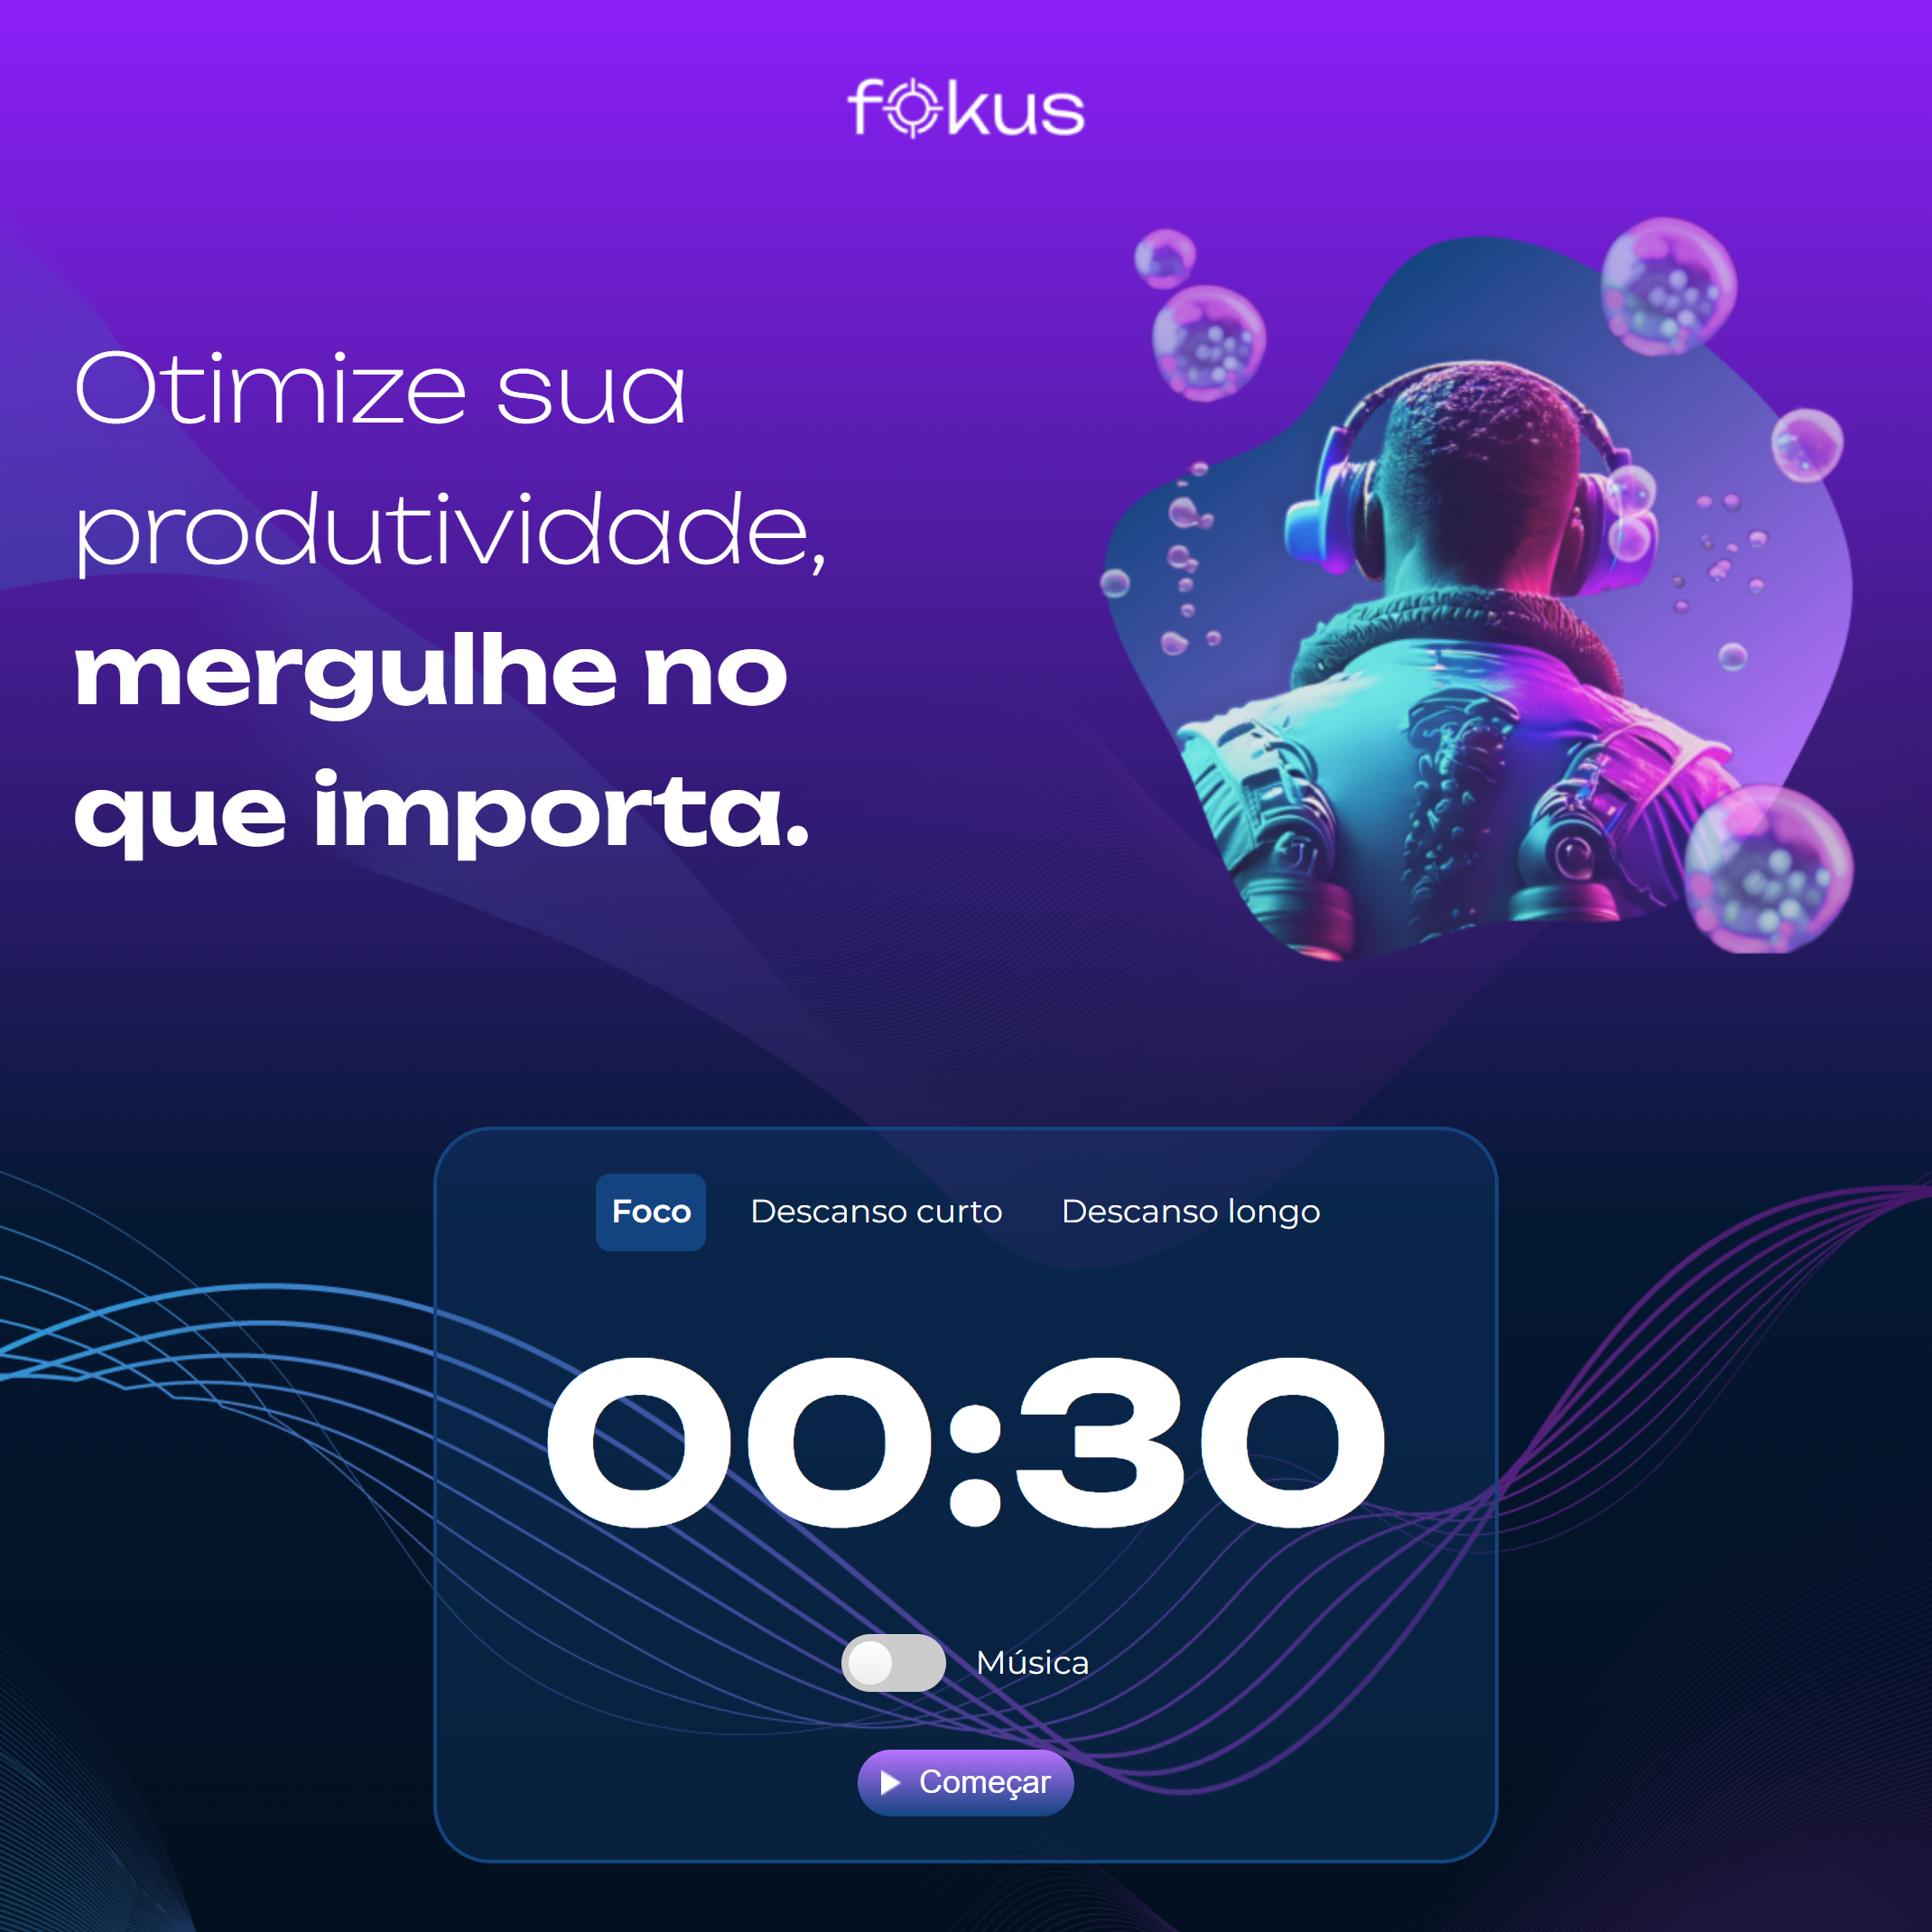 fokus
Otimize sua
produtividade,
mergulhe no
que importa.
Foco Descanso curto Descanso longo
00:30
Música
Começar